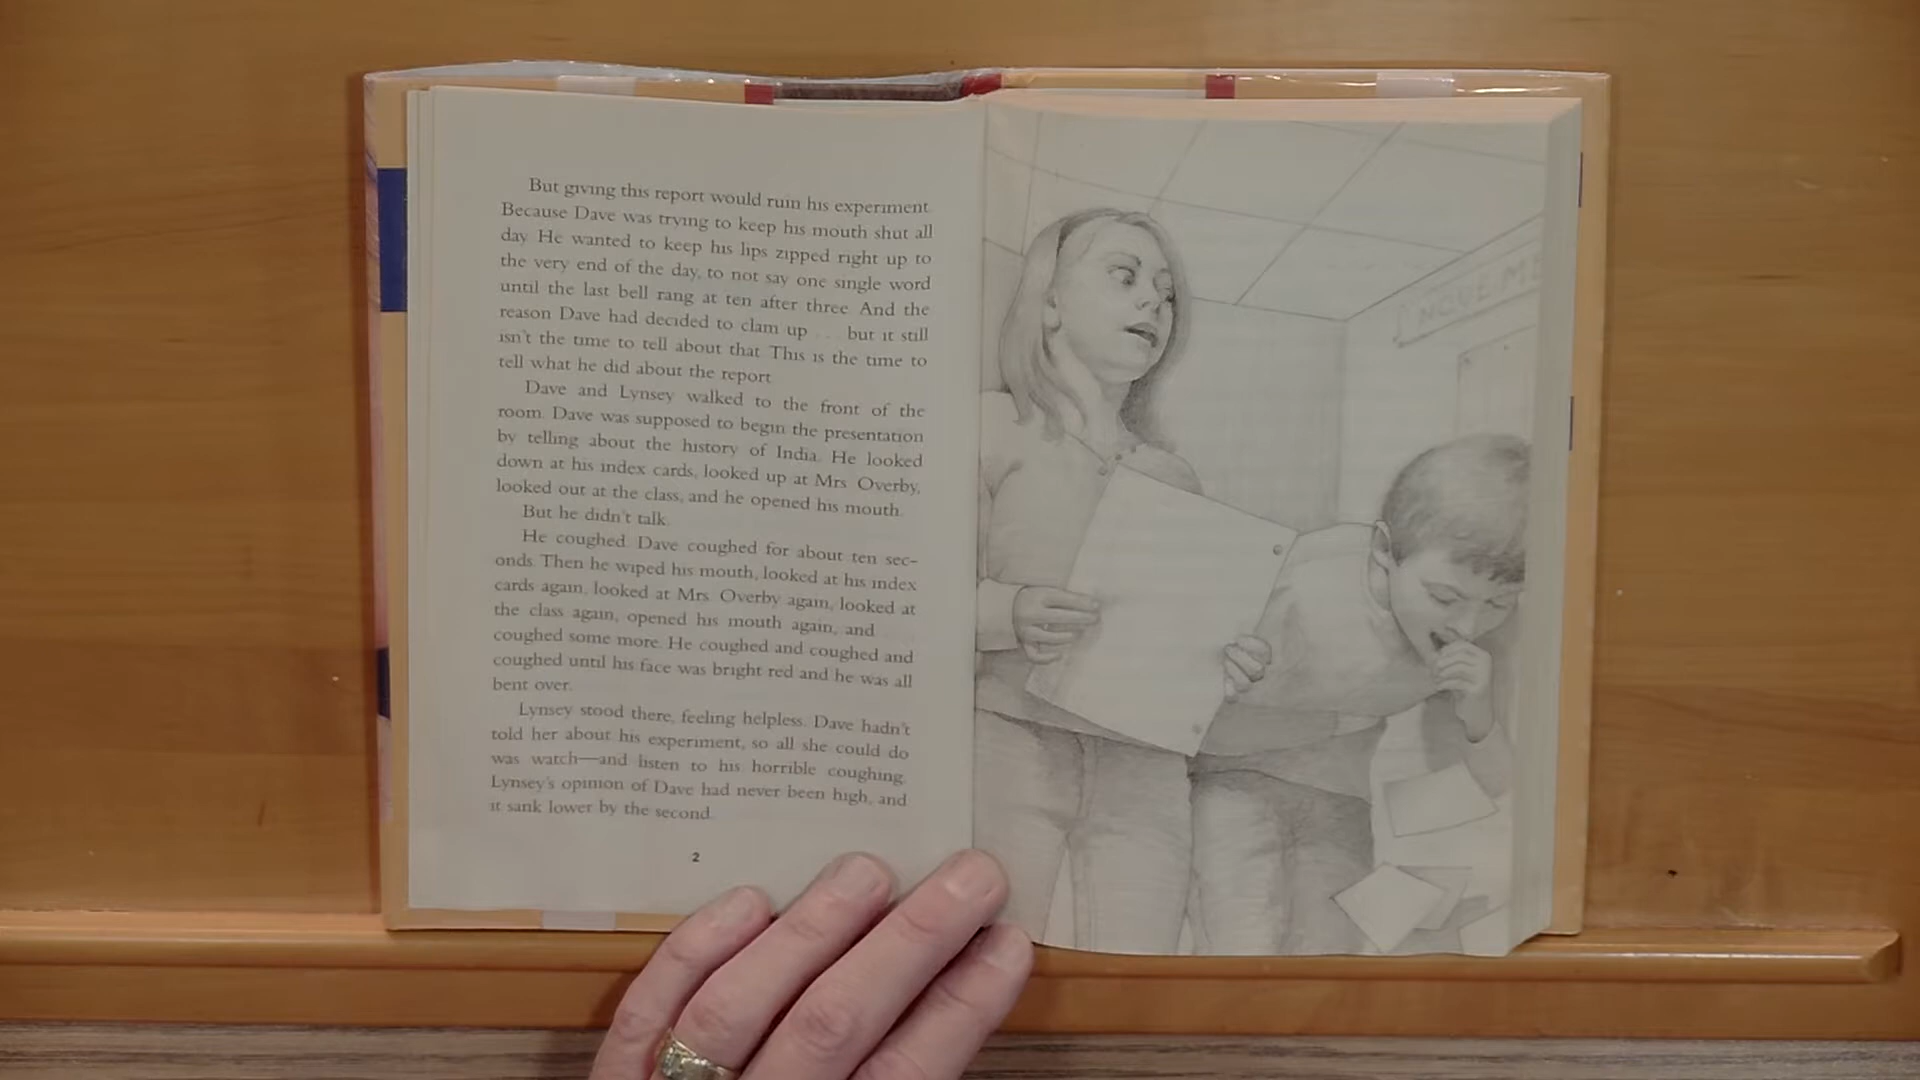 But giving this report would ruin his experiment.
Because Dave was trying to keep his mouth shut all
day. He wanted to keep his lips zipped right up to
the very end of the day, to not say one single word
until the last bell rang at ten after three. And the
reason Dave had decided to clam up . . . but it still
isn't the time to tell about that. This is the time to
tell what he did about the report.
Dave and Lynsey walked to the front of the
room. Dave was supposed to begin the presentation
by telling about the history of India. He looked
down at his index cards, looked up at Mrs. Overby,
looked out at the class, and he opened his mouth.
But he didn't talk.
He coughed. Dave coughed for about ten sec-
onds. Then he wiped his mouth, looked at his index
cards again, looked at Mrs. Overby again, looked at
the class again, opened his mouth again, and . . .
coughed some more. He coughed and coughed and
coughed until his face was bright red and he was all
bent over.
Lynsey stood there, feeling helpless. Dave hadn't
told her about his experiment, so all she could do
was watch—and listen to his horrible coughing.
Lynsey's opinion of Dave had never been high, and
it sank lower by the second.
2